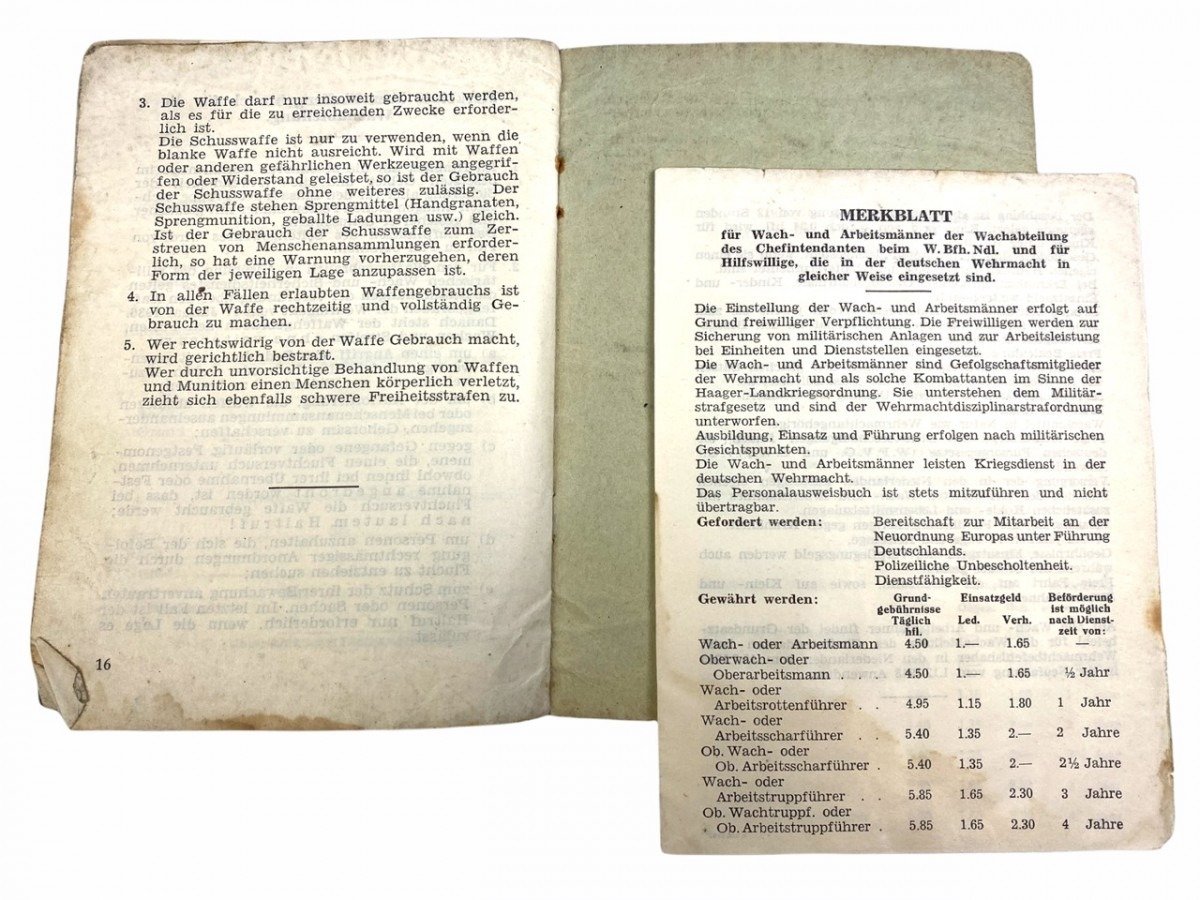 3. Die Waffe darf nur insoweit gebraucht werden,
als es für die zu erreichenden Zwecke erforder-
lich ist.
Die Schusswaffe ist nur zu verwenden, wenn die
blanke Waffe nicht ausreicht. Wird mit Waffen
oder anderen gefährlichen Werkzeugen angegrif-
fen oder Widerstand geleistet, so ist der Gebrauch
der Schusswaffe ohne weiteres zulässig. Der
Schusswaffe stehen Sprengmittel (Handgranaten,
Sprengmunition, geballte Ladungen usw.) gleich.
Ist der Gebrauch der Schusswaffe zum Zer-
streuen von Menschenansammlungen erforder-
lich, so hat eine Warnung vorherzugehen, deren
Form der jeweiligen Lage anzupassen ist.
4. In allen Fällen erlaubten Waffengebrauchs ist
von der Waffe rechtzeitig und vollständig Ge-
brauch zu machen.
5. Wer rechtswidrig von der Waffe Gebrauch macht,
wird gerichtlich bestraft.
Wer durch unvorsichtige Behandlung von Waffen
und Munition einen Menschen körperlich verletzt,
zieht sich ebenfalls schwere Freiheitsstrafen zu.
16
MERKBLATT
für Wach- und Arbeitsmänner der Wachabteilung
des Chefintendanten beim W. Bfh. Ndl. und für
Hilfswillige, die in der deutschen Wehrmacht in
gleicher Weise eingesetzt sind.
Die Einstellung der Wach- und Arbeitsmänner erfolgt auf
Grund freiwilliger Verpflichtung. Die Freiwilligen werden zur
Sicherung von militärischen Anlagen und zur Arbeitsleistung
bei Einheiten und Dienststellen eingesetzt.
Die Wach- und Arbeitsmänner sind Gefolgschaftsmitglieder
der Wehrmacht und als solche Kombattanten im Sinne der
Haager-Landkriegsordnung. Sie unterstehen dem Militär-
strafgesetz und sind der Wehrmachtdisziplinarstrafordnung
unterworfen.
Ausbildung, Einsatz und Führung erfolgen nach militärischen
Gesichtspunkten.
Die Wach- und Arbeitsmänner leisten Kriegsdienst in der
deutschen Wehrmacht.
Das Personalausweisbuch ist stets mitzuführen und nicht
übertragbar.
Gefordert werden: Bereitschaft zur Mitarbeit an der
Neuordnung Europas unter Führung
Deutschlands.
Polizeiliche Unbescholtenheit.
Dienstfähigkeit.
Gewährt werden: Grund- Einsatzgeld Beförderung
gebührnisse ist möglich
Täglich Led. Verh. nach Dienst-
hfl. zeit von:
Wach- oder Arbeitsmann 4.50 1.— 1.65 —
Oberwach- oder
Oberarbeitsmann . . . 4.50 1.— 1.65 ½ Jahr
Wach- oder
Arbeitsrottenführer . . 4.95 1.15 1.80 1 Jahr
Wach- oder
Arbeitsscharführer . . 5.40 1.35 2.— 2 Jahre
Ob. Wach- oder
Ob. Arbeitsscharführer . 5.40 1.35 2.— 2½ Jahre
Wach- oder
Arbeitstruppführer . . 5.85 1.65 2.30 3 Jahre
Ob. Wachtruppf. oder
Ob. Arbeitstruppführer . 5.85 1.65 2.30 4 Jahre